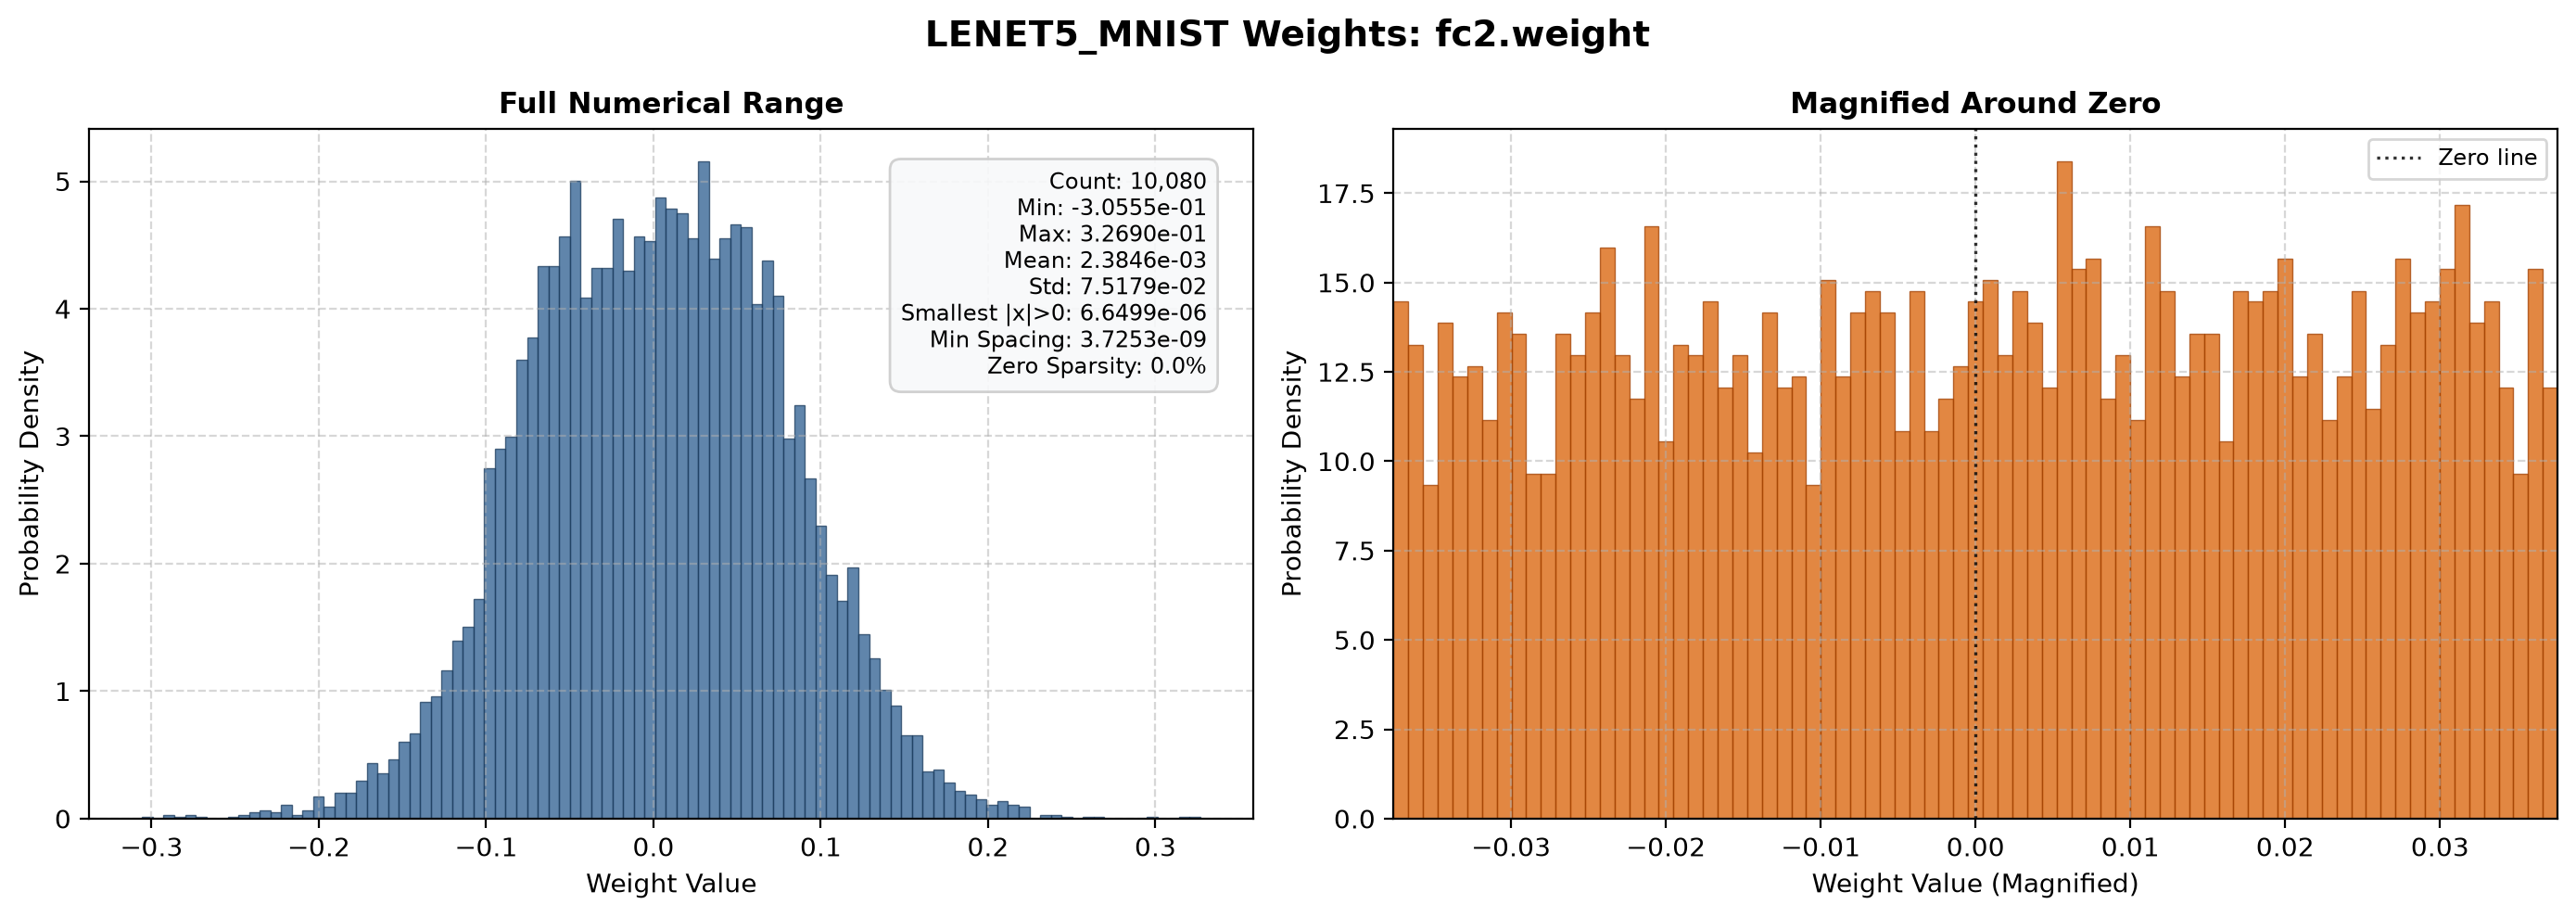 LENET5_MNIST Weights: fc2.weight
Full Numerical Range
Probability Density
5
4
3
2
1
0
Count: 10,080
Min: -3.0555e-01
Max: 3.2690e-01
Mean: 2.3846e-03
Std: 7.5179e-02
Smallest |x|>0: 6.6499e-06
Min Spacing: 3.7253e-09
Zero Sparsity: 0.0%
−0.3 −0.2 −0.1 0.0 0.1 0.2 0.3
Weight Value
Magnified Around Zero
Probability Density
17.5
15.0
12.5
10.0
7.5
5.0
2.5
0.0
Zero line
−0.03 −0.02 −0.01 0.00 0.01 0.02 0.03
Weight Value (Magnified)